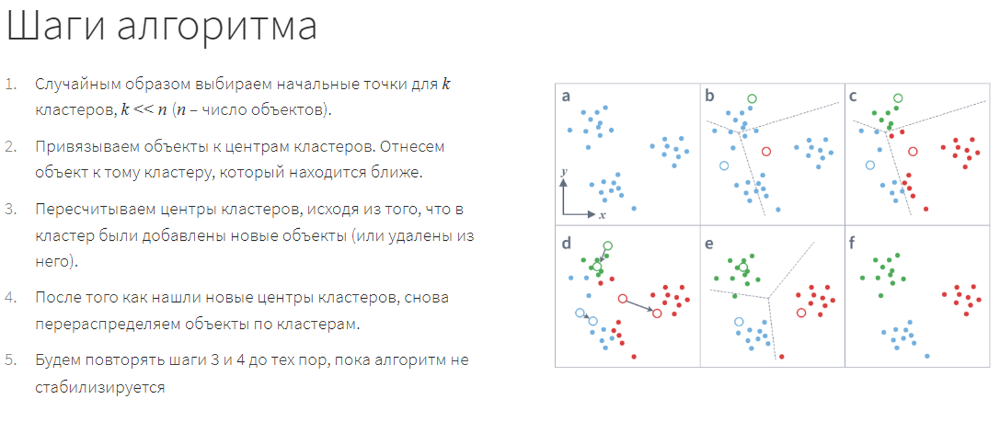 Шаги алгоритма
1. Случайным образом выбираем начальные точки для k
кластеров, k << n (n – число объектов).
2. Привязываем объекты к центрам кластеров. Отнесем
объект к тому кластеру, который находится ближе.
3. Пересчитываем центры кластеров, исходя из того, что в
кластер были добавлены новые объекты (или удалены из
него).
4. После того как нашли новые центры кластеров, снова
перераспределяем объекты по кластерам.
5. Будем повторять шаги 3 и 4 до тех пор, пока алгоритм не
стабилизируется
a
b
c
y
x
d
e
f